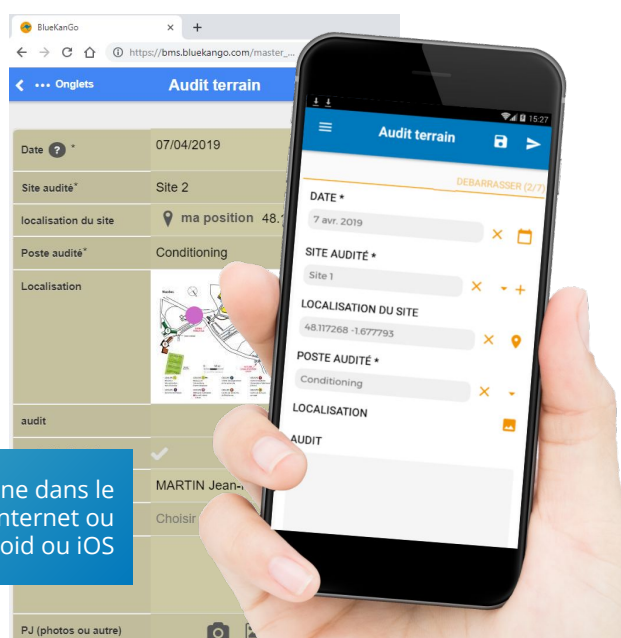 BlueKanGo
https://bms.bluekango.com/master_...
Onglets
Audit terrain
Date ? *
07/04/2019
Site audité*
Site 2
localisation du site
ma position 48.
Poste audité*
Conditioning
Localisation
audit
MARTIN Jean-
Choisir
ne dans le
nternet ou
oid ou iOS
PJ (photos ou autre)
15:27
Audit terrain
DEBARRASSER (2/7)
DATE *
7 avr. 2019
SITE AUDITÉ *
Site 1
LOCALISATION DU SITE
48.117268 -1.677793
POSTE AUDITÉ *
Conditioning
LOCALISATION
AUDIT